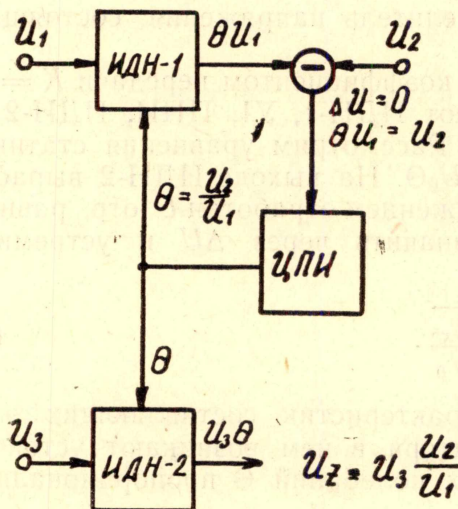 U₁ ИДН-1 θU₁ − U₂
ΔU=0
θU₁=U₂
θ=U₂/U₁
ЦПИ
θ
U₃ ИДН-2 U₃θ U_z = U₃ U₂/U₁